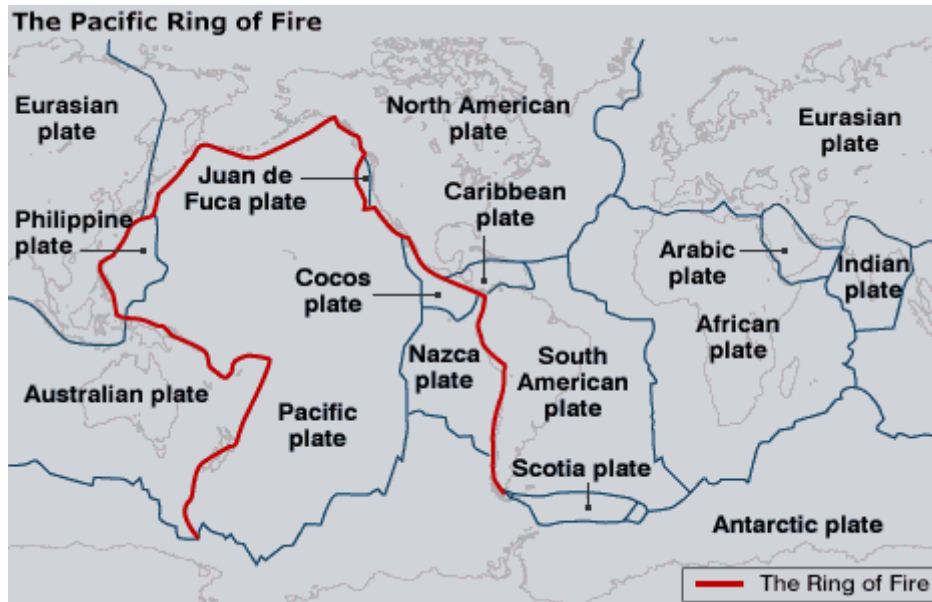 The Pacific Ring of Fire
Eurasian
plate
North American
plate
Eurasian
plate
Juan de
Fuca plate
Caribbean
plate
Philippine
plate
Arabic
plate
Indian
plate
Cocos
plate
African
plate
Nazca
plate
South
American
plate
Australian plate
Pacific
plate
Scotia plate
Antarctic plate
The Ring of Fire